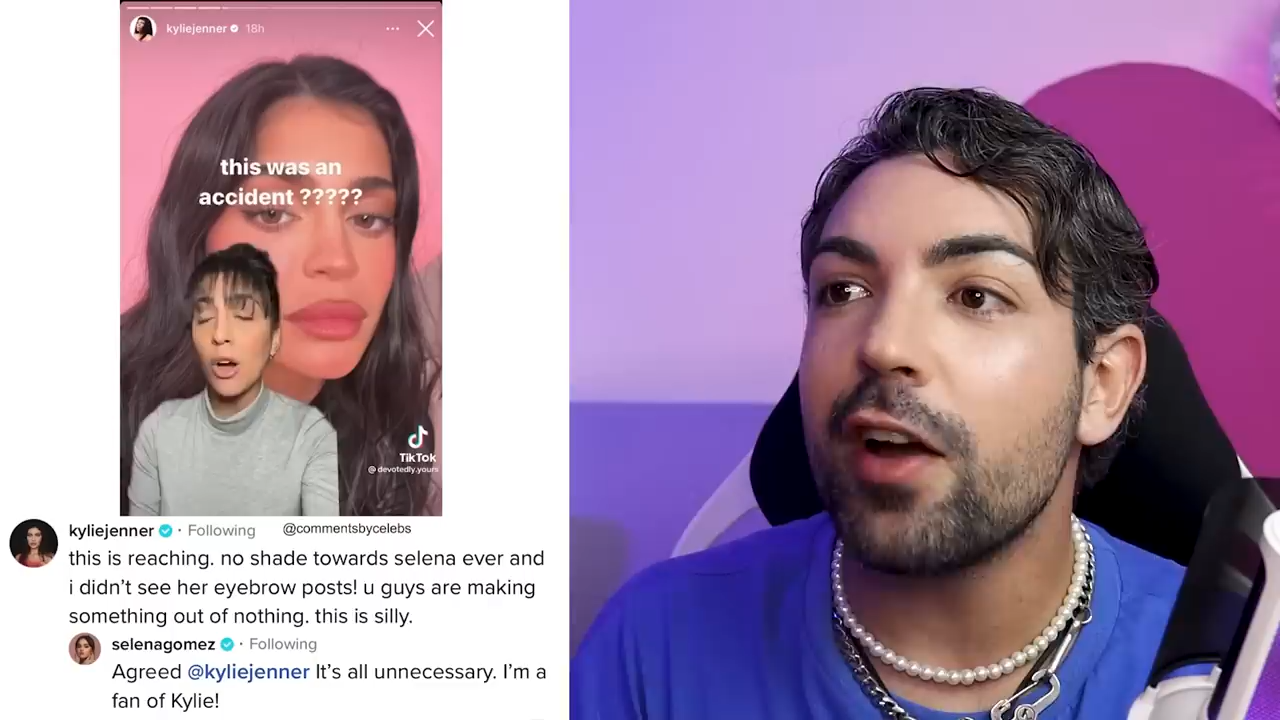 kyliejenner 18h
this was an
accident ?????
TikTok
@ devotedly.yours
kyliejenner · Following @commentsbycelebs
this is reaching. no shade towards selena ever and
i didn't see her eyebrow posts! u guys are making
something out of nothing. this is silly.
selenagomez · Following
Agreed @kyliejenner It's all unnecessary. I'm a
fan of Kylie!